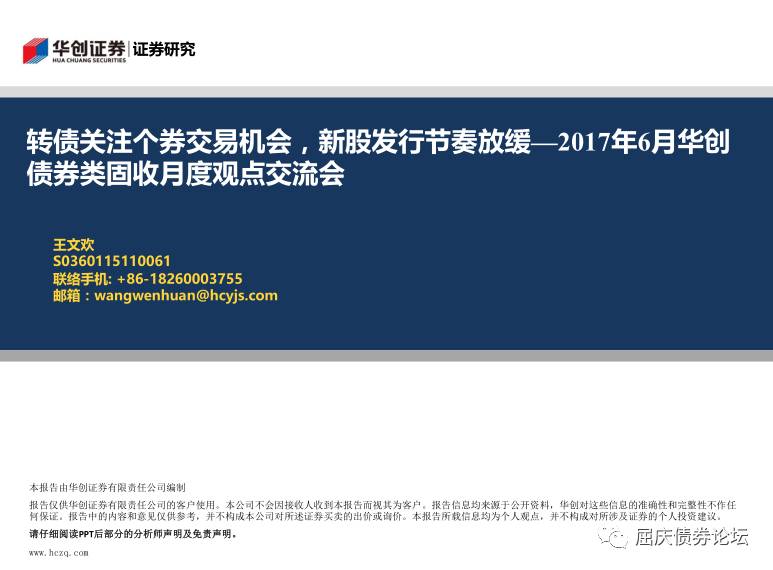 华创证券 证券研究
HUA CHUANG SECURITIES
转债关注个券交易机会，新股发行节奏放缓—2017年6月华创
债券类固收月度观点交流会
王文欢
S0360115110061
联络手机: +86-18260003755
邮箱：wangwenhuan@hcyjs.com
本报告由华创证券有限责任公司编制
报告仅供华创证券有限责任公司的客户使用。本公司不会因接收人收到本报告而视其为客户。报告信息均来源于公开资料，华创对这些信息的准确性和完整性不作任
何保证。报告中的内容和意见仅供参考，并不构成本公司对所述证券买卖的出价或询价。本报告所载信息均为个人观点，并不构成对所涉及证券的个人投资建议。
请仔细阅读PPT后部分的分析师声明及免责声明。
www.hczq.com
屈庆债券论坛